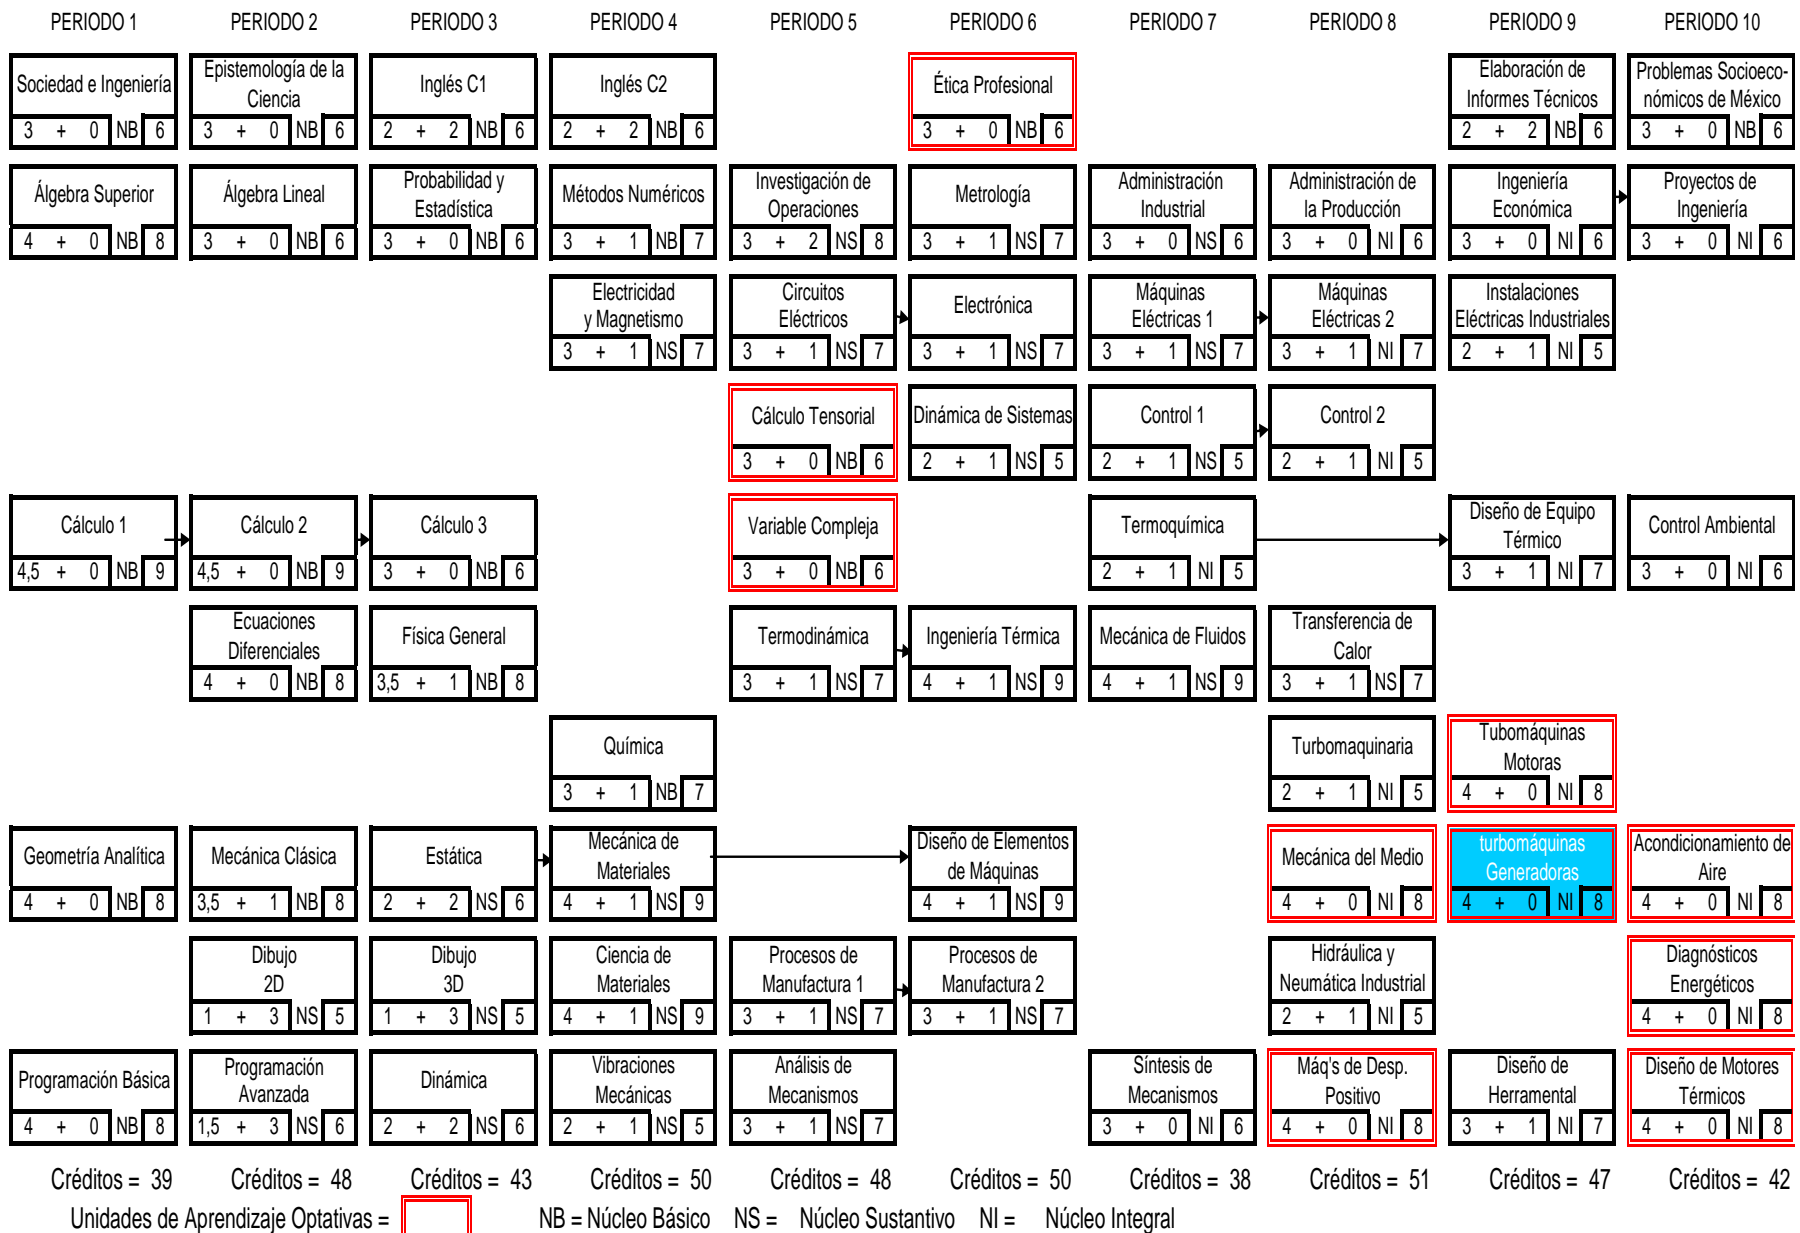 PERIODO 1 PERIODO 2 PERIODO 3 PERIODO 4 PERIODO 5 PERIODO 6 PERIODO 7 PERIODO 8 PERIODO 9 PERIODO 10
Sociedad e Ingeniería
3 + 0 NB 6
Epistemología de la
Ciencia
3 + 0 NB 6
Inglés C1
2 + 2 NB 6
Inglés C2
2 + 2 NB 6
Ética Profesional
3 + 0 NB 6
Elaboración de
Informes Técnicos
2 + 2 NB 6
Problemas Socioeco-
nómicos de México
3 + 0 NB 6
Álgebra Superior
4 + 0 NB 8
Álgebra Lineal
3 + 0 NB 6
Probabilidad y
Estadística
3 + 0 NB 6
Métodos Numéricos
3 + 1 NB 7
Investigación de
Operaciones
3 + 2 NS 8
Metrología
3 + 1 NS 7
Administración
Industrial
3 + 0 NS 6
Administración de
la Producción
3 + 0 NI 6
Ingeniería
Económica
3 + 0 NI 6
Proyectos de
Ingeniería
3 + 0 NI 6
Electricidad
y Magnetismo
3 + 1 NS 7
Circuitos
Eléctricos
3 + 1 NS 7
Electrónica
3 + 1 NS 7
Máquinas
Eléctricas 1
3 + 1 NS 7
Máquinas
Eléctricas 2
3 + 1 NI 7
Instalaciones
Eléctricas Industriales
2 + 1 NI 5
Cálculo Tensorial
3 + 0 NB 6
Dinámica de Sistemas
2 + 1 NS 5
Control 1
2 + 1 NS 5
Control 2
2 + 1 NI 5
Cálculo 1
4,5 + 0 NB 9
Cálculo 2
4,5 + 0 NB 9
Cálculo 3
3 + 0 NB 6
Variable Compleja
3 + 0 NB 6
Termoquímica
2 + 1 NI 5
Diseño de Equipo
Térmico
3 + 1 NI 7
Control Ambiental
3 + 0 NI 6
Ecuaciones
Diferenciales
4 + 0 NB 8
Física General
3,5 + 1 NB 8
Termodinámica
3 + 1 NS 7
Ingeniería Térmica
4 + 1 NS 9
Mecánica de Fluidos
4 + 1 NS 9
Transferencia de
Calor
3 + 1 NS 7
Química
3 + 1 NB 7
Turbomaquinaria
2 + 1 NI 5
Tubomáquinas
Motoras
4 + 0 NI 8
Geometría Analítica
4 + 0 NB 8
Mecánica Clásica
3,5 + 1 NB 8
Estática
2 + 2 NS 6
Mecánica de
Materiales
4 + 1 NS 9
Diseño de Elementos
de Máquinas
4 + 1 NS 9
Mecánica del Medio
4 + 0 NI 8
turbomáquinas
Generadoras
4 + 0 NI 8
Acondicionamiento de
Aire
4 + 0 NI 8
Dibujo
2D
1 + 3 NS 5
Dibujo
3D
1 + 3 NS 5
Ciencia de
Materiales
4 + 1 NS 9
Procesos de
Manufactura 1
3 + 1 NS 7
Procesos de
Manufactura 2
3 + 1 NS 7
Hidráulica y
Neumática Industrial
2 + 1 NI 5
Diagnósticos
Energéticos
4 + 0 NI 8
Programación Básica
4 + 0 NB 8
Programación
Avanzada
1,5 + 3 NS 6
Dinámica
2 + 2 NS 6
Vibraciones
Mecánicas
2 + 1 NS 5
Análisis de
Mecanismos
3 + 1 NS 7
Síntesis de
Mecanismos
3 + 0 NI 6
Máq's de Desp.
Positivo
4 + 0 NI 8
Diseño de
Herramental
3 + 1 NI 7
Diseño de Motores
Térmicos
4 + 0 NI 8
Créditos = 39 Créditos = 48 Créditos = 43 Créditos = 50 Créditos = 48 Créditos = 50 Créditos = 38 Créditos = 51 Créditos = 47 Créditos = 42
Unidades de Aprendizaje Optativas = NB = Núcleo Básico NS = Núcleo Sustantivo NI = Núcleo Integral